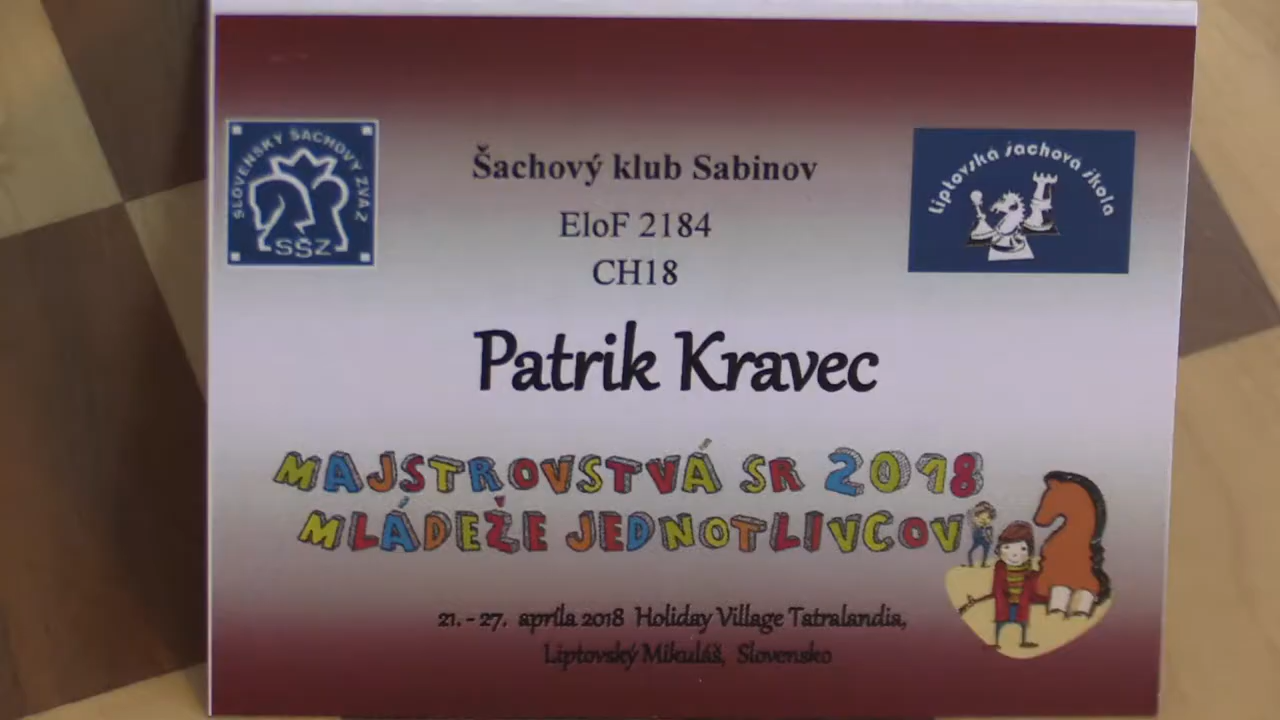 SLOVENSKÝ ŠACHOVÝ ZVÄZ
SŠZ
Šachový klub Sabinov
EloF 2184
CH18
Liptovská šachová škola
Patrik Kravec
MAJSTROVSTVÁ SR 2018
MLÁDEŽE JEDNOTLIVCOV
21. - 27. apríla 2018 Holiday Village Tatralandia,
Liptovský Mikuláš, Slovensko